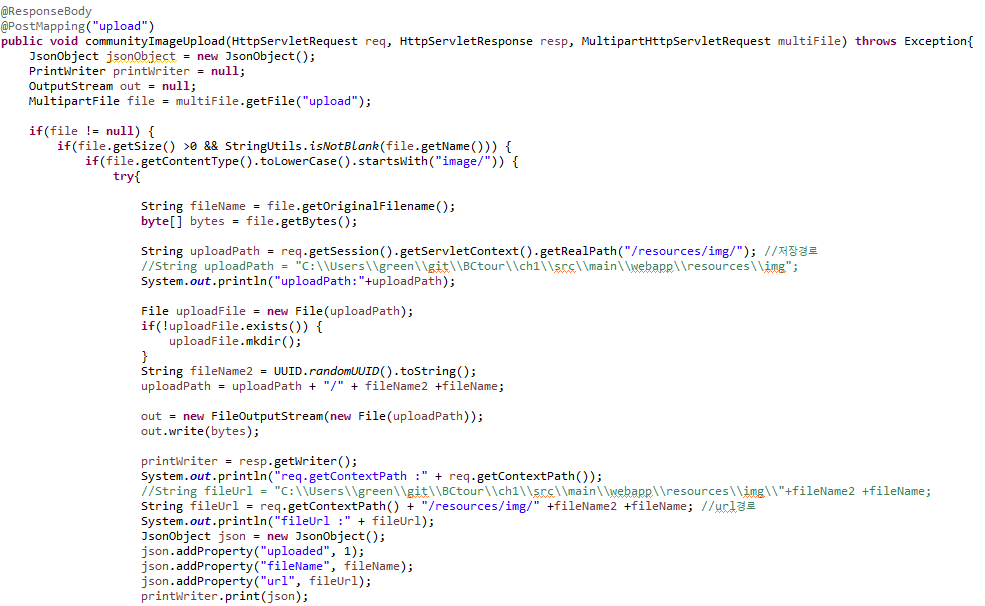 @ResponseBody
@PostMapping("upload")
public void communityImageUpload(HttpServletRequest req, HttpServletResponse resp, MultipartHttpServletRequest multiFile) throws Exception{
    JsonObject jsonObject = new JsonObject();
    PrintWriter printWriter = null;
    OutputStream out = null;
    MultipartFile file = multiFile.getFile("upload");

    if(file != null) {
        if(file.getSize() >0 && StringUtils.isNotBlank(file.getName())) {
            if(file.getContentType().toLowerCase().startsWith("image/")) {
                try{

                    String fileName = file.getOriginalFilename();
                    byte[] bytes = file.getBytes();

                    String uploadPath = req.getSession().getServletContext().getRealPath("/resources/img/"); //저장경로
                    //String uploadPath = "C:\\Users\\green\\git\\BCtour\\ch1\\src\\main\\webapp\\resources\\img";
                    System.out.println("uploadPath:"+uploadPath);

                    File uploadFile = new File(uploadPath);
                    if(!uploadFile.exists()) {
                        uploadFile.mkdir();
                    }
                    String fileName2 = UUID.randomUUID().toString();
                    uploadPath = uploadPath + "/" + fileName2 +fileName;

                    out = new FileOutputStream(new File(uploadPath));
                    out.write(bytes);

                    printWriter = resp.getWriter();
                    System.out.println("req.getContextPath :" + req.getContextPath());
                    //String fileUrl = "C:\\Users\\green\\git\\BCtour\\ch1\\src\\main\\webapp\\resources\\img\\"+fileName2 +fileName;
                    String fileUrl = req.getContextPath() + "/resources/img/" +fileName2 +fileName; //url경로
                    System.out.println("fileUrl :" + fileUrl);
                    JsonObject json = new JsonObject();
                    json.addProperty("uploaded", 1);
                    json.addProperty("fileName", fileName);
                    json.addProperty("url", fileUrl);
                    printWriter.print(json);